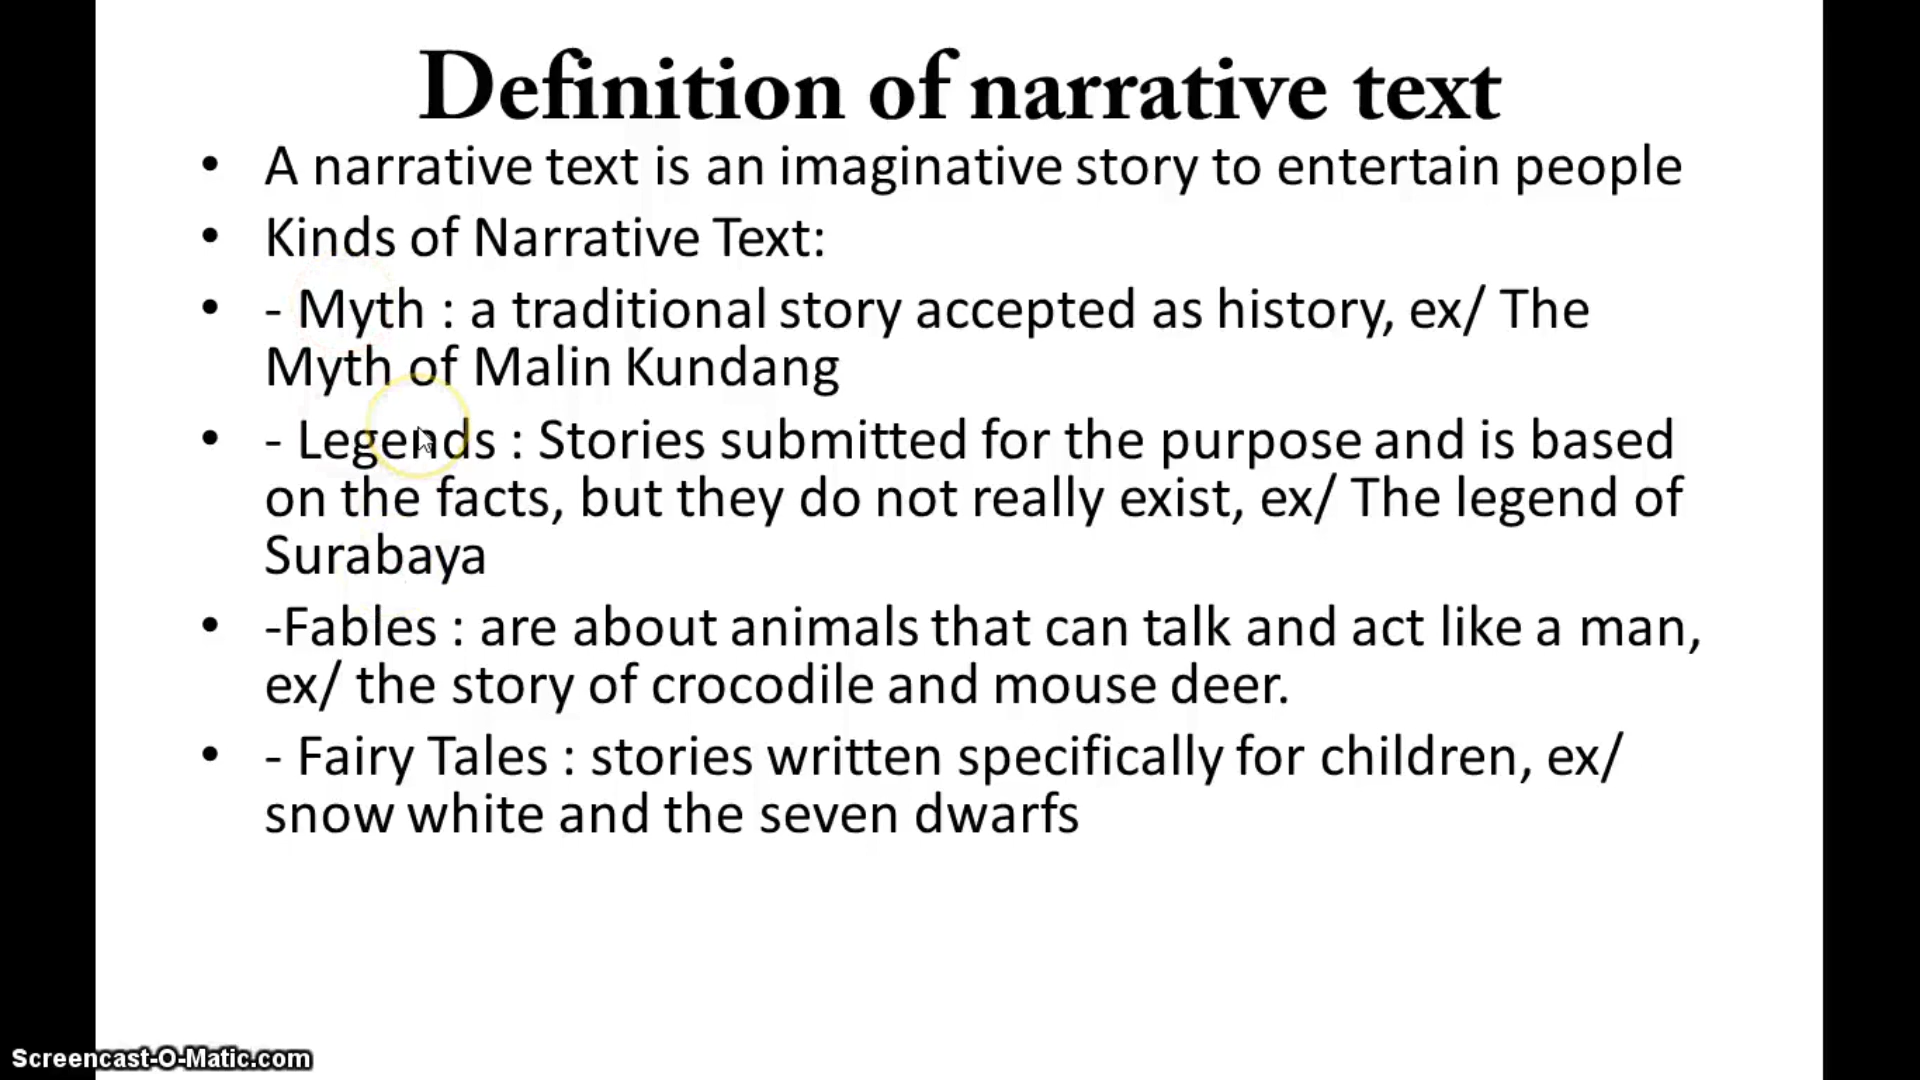 Definition of narrative text
• A narrative text is an imaginative story to entertain people
• Kinds of Narrative Text:
• - Myth : a traditional story accepted as history, ex/ The
Myth of Malin Kundang
• - Legends : Stories submitted for the purpose and is based
on the facts, but they do not really exist, ex/ The legend of
Surabaya
• -Fables : are about animals that can talk and act like a man,
ex/ the story of crocodile and mouse deer.
• - Fairy Tales : stories written specifically for children, ex/
snow white and the seven dwarfs
Screencast-O-Matic.com